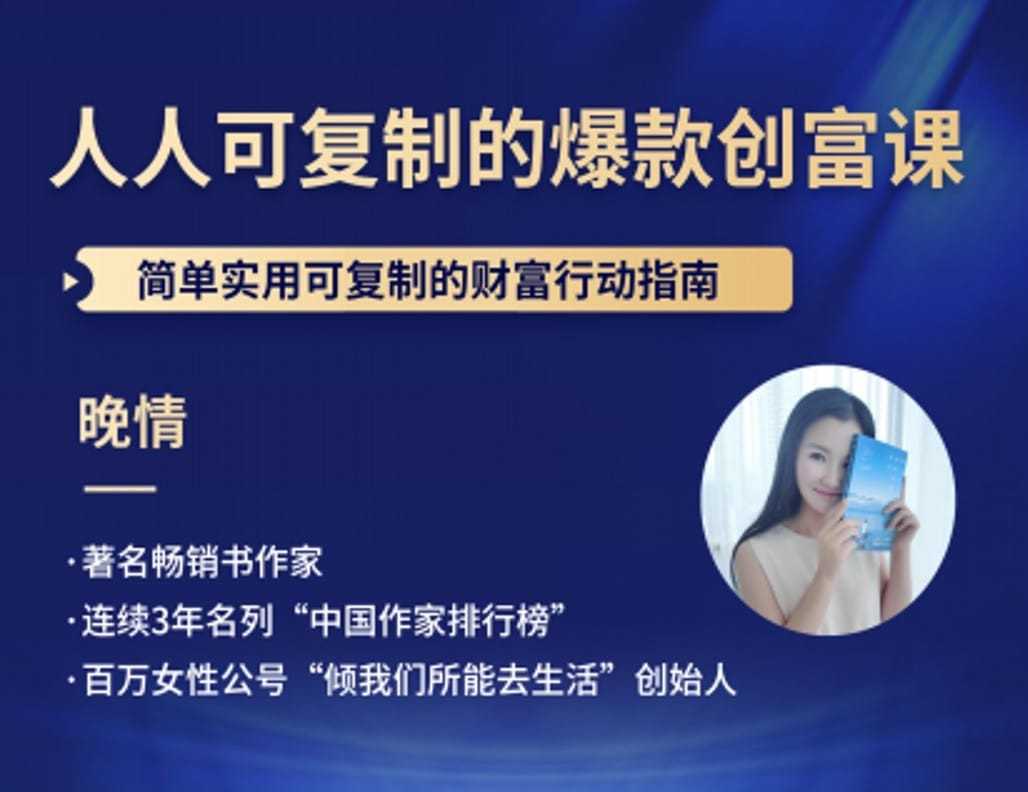 人人可复制的爆款创富课
简单实用可复制的财富行动指南
晚情
·著名畅销书作家
·连续3年名列“中国作家排行榜”
·百万女性公号“倾我们所能去生活”创始人